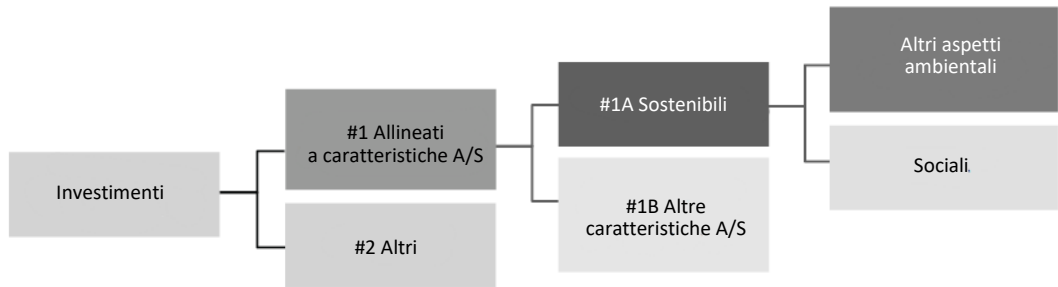 Investimenti
#1 Allineati
a caratteristiche A/S
#2 Altri
#1A Sostenibili
#1B Altre
caratteristiche A/S
Altri aspetti
ambientali
Sociali.